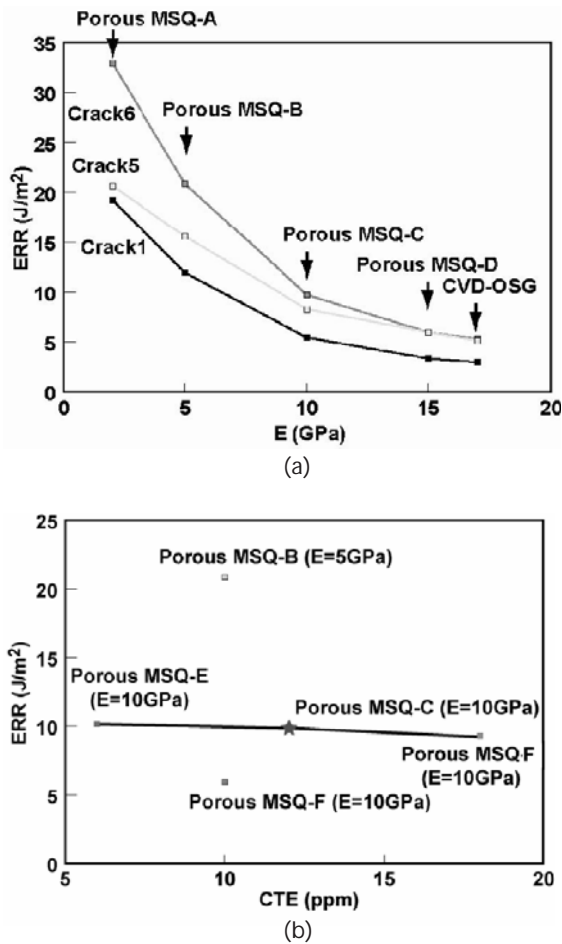 Porous MSQ-A
35
30
25
20
15
10
5
0
ERR (J/m²)
Crack6
Porous MSQ-B
Crack5
Crack1
Porous MSQ-C
Porous MSQ-D
CVD-OSG
0 5 10 15 20
E (GPa)
(a)
25
20
15
10
5
0
ERR (J/m²)
Porous MSQ-B (E=5GPa)
Porous MSQ-E
(E=10GPa)
Porous MSQ-C (E=10GPa)
Porous MSQ-F
(E=10GPa)
Porous MSQ-F (E=10GPa)
5 10 15 20
CTE (ppm)
(b)